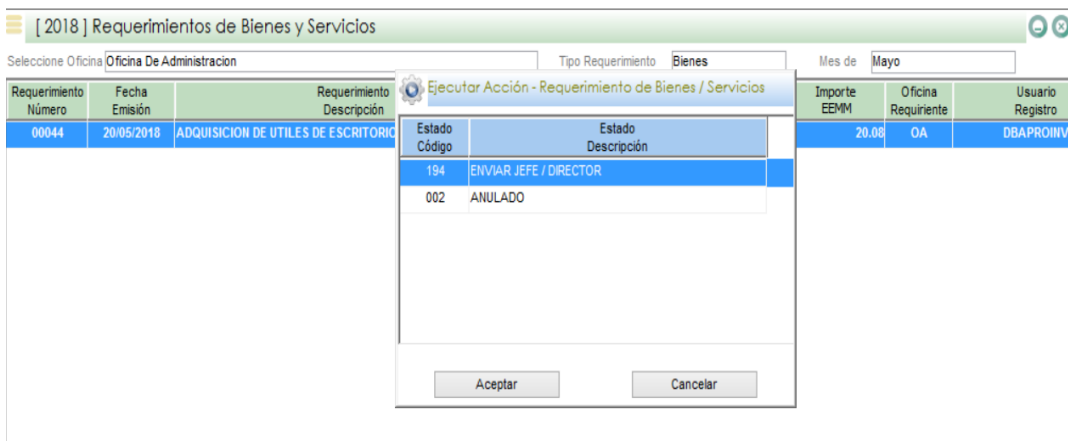 [ 2018 ] Requerimientos de Bienes y Servicios
Seleccione Oficina Oficina De Administracion Tipo Requerimiento Bienes Mes de Mayo
Requerimiento Número Fecha Emisión Requerimiento Descripción Importe EEMM Oficina Requiriente Usuario Registro
00044 20/05/2018 ADQUISICION DE UTILES DE ESCRITORIO 20.08 OA DBAPROINV
Ejecutar Acción - Requerimiento de Bienes / Servicios
Estado Código Estado Descripción
194 ENVIAR JEFE / DIRECTOR
002 ANULADO
Aceptar Cancelar